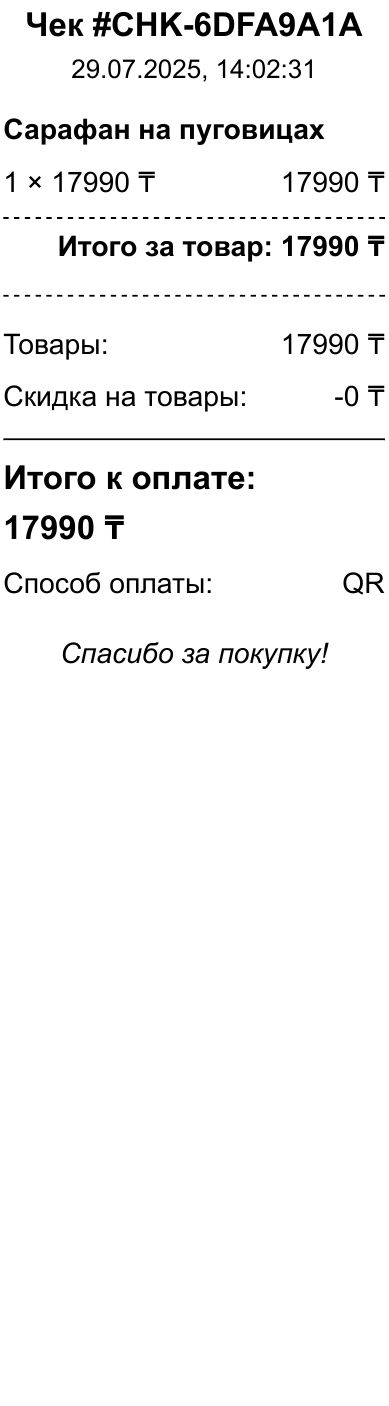 Чек #CHK-6DFA9A1A
29.07.2025, 14:02:31
Сарафан на пуговицах
1 × 17990 ₸ 17990 ₸
Итого за товар: 17990 ₸
Товары: 17990 ₸
Скидка на товары: -0 ₸
Итого к оплате:
17990 ₸
Способ оплаты: QR
Спасибо за покупку!